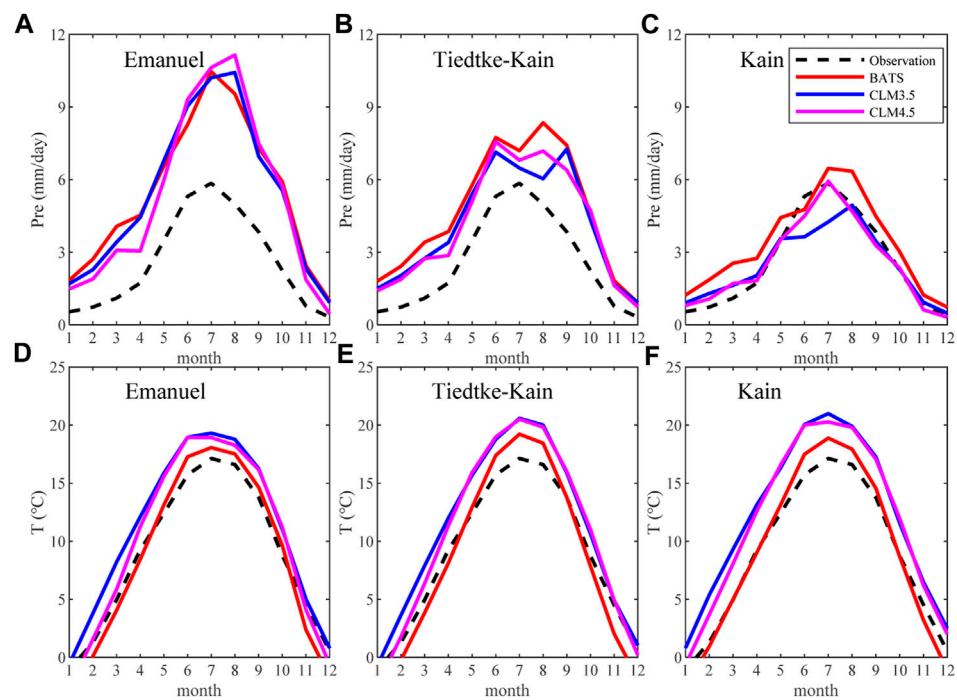 A
B
C
12
9
6
3
0
Pre (mm/day)
Emanuel
1 2 3 4 5 6 7 8 9 10 11 12
month
12
9
6
3
0
Pre (mm/day)
Tiedtke-Kain
1 2 3 4 5 6 7 8 9 10 11 12
month
12
9
6
3
0
Pre (mm/day)
Kain
Observation
BATS
CLM3.5
CLM4.5
1 2 3 4 5 6 7 8 9 10 11 12
month
D
E
F
25
20
15
10
5
0
T (°C)
Emanuel
1 2 3 4 5 6 7 8 9 10 11 12
month
25
20
15
10
5
0
T (°C)
Tiedtke-Kain
1 2 3 4 5 6 7 8 9 10 11 12
month
25
20
15
10
5
0
T (°C)
Kain
1 2 3 4 5 6 7 8 9 10 11 12
month